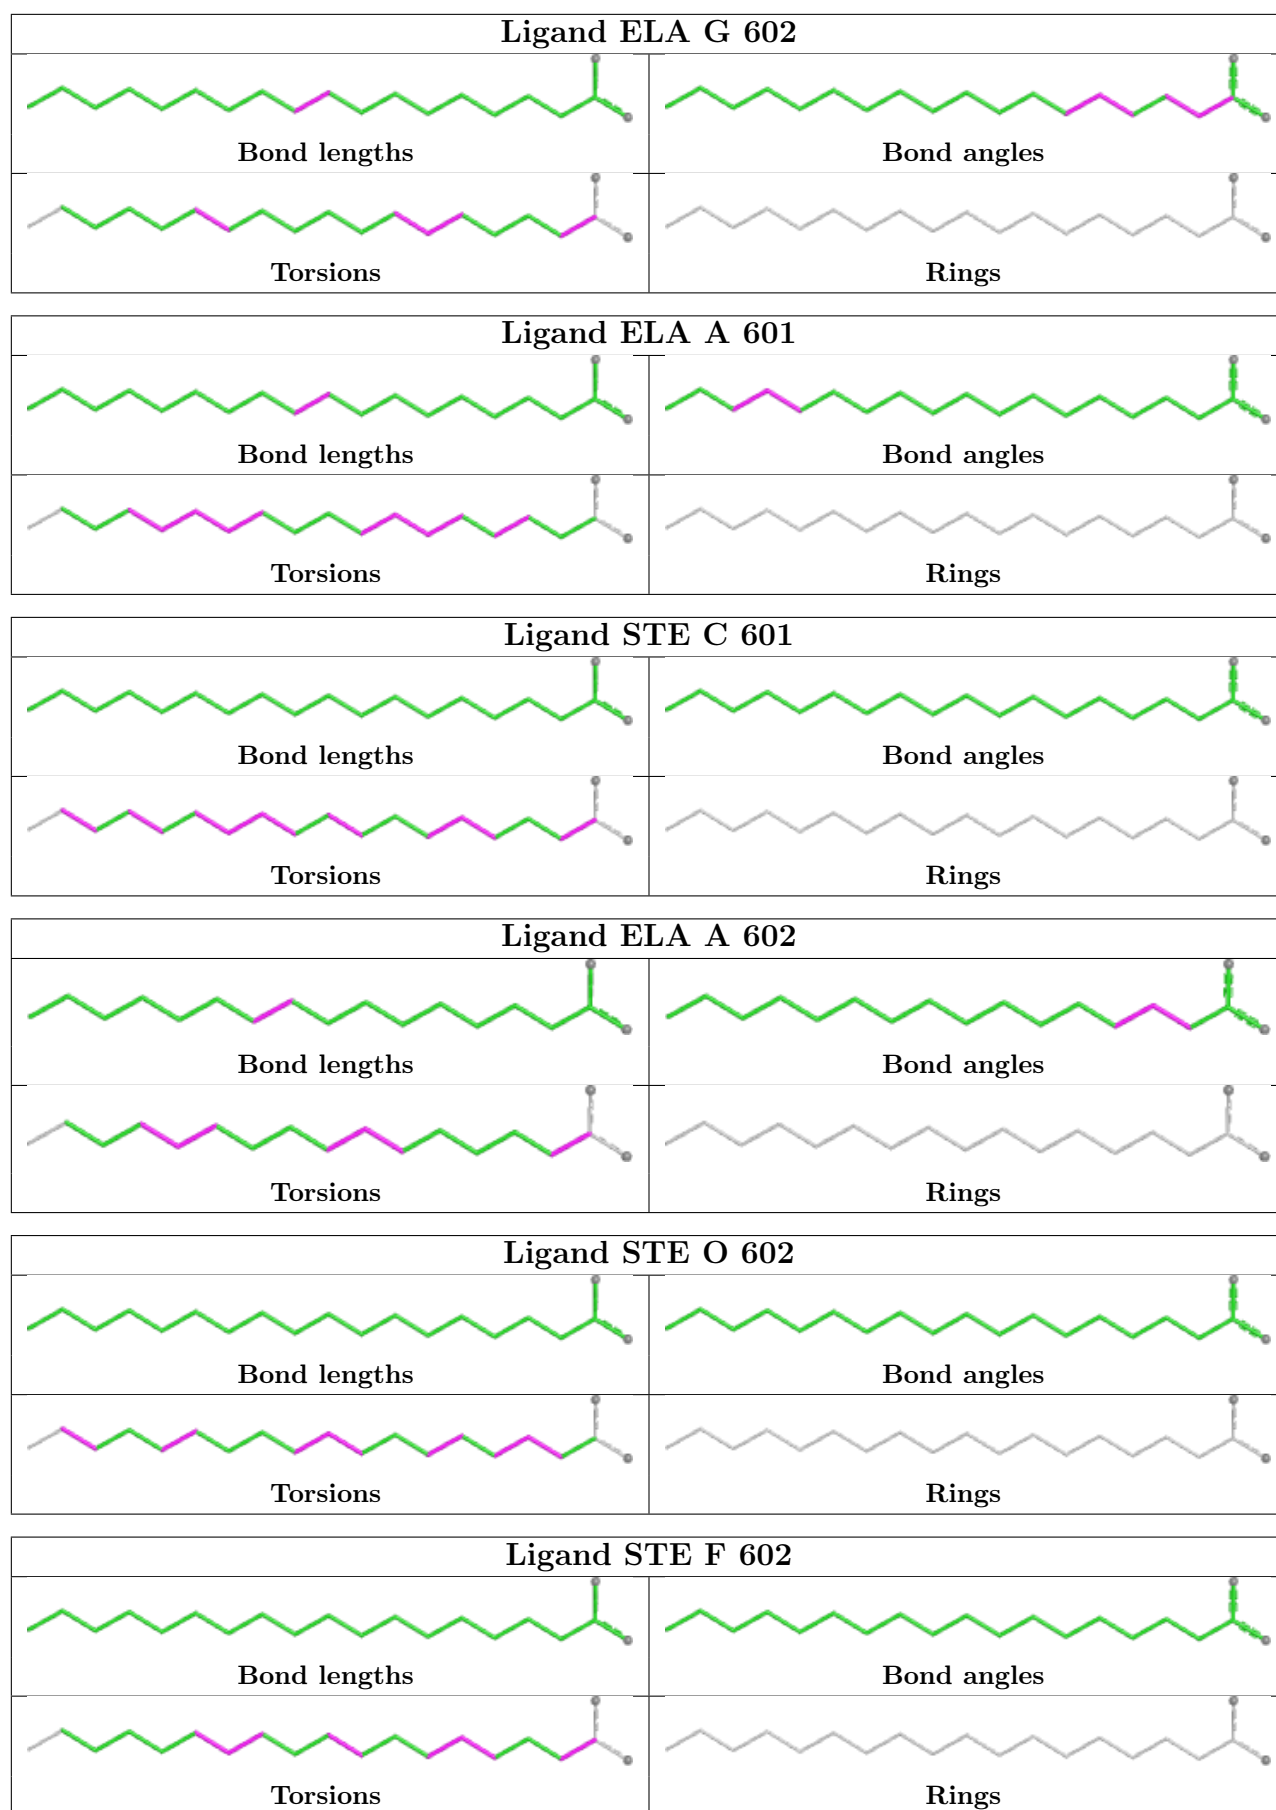 Ligand ELA G 602
Bond lengths Bond angles
Torsions Rings
Ligand ELA A 601
Bond lengths Bond angles
Torsions Rings
Ligand STE C 601
Bond lengths Bond angles
Torsions Rings
Ligand ELA A 602
Bond lengths Bond angles
Torsions Rings
Ligand STE O 602
Bond lengths Bond angles
Torsions Rings
Ligand STE F 602
Bond lengths Bond angles
Torsions Rings